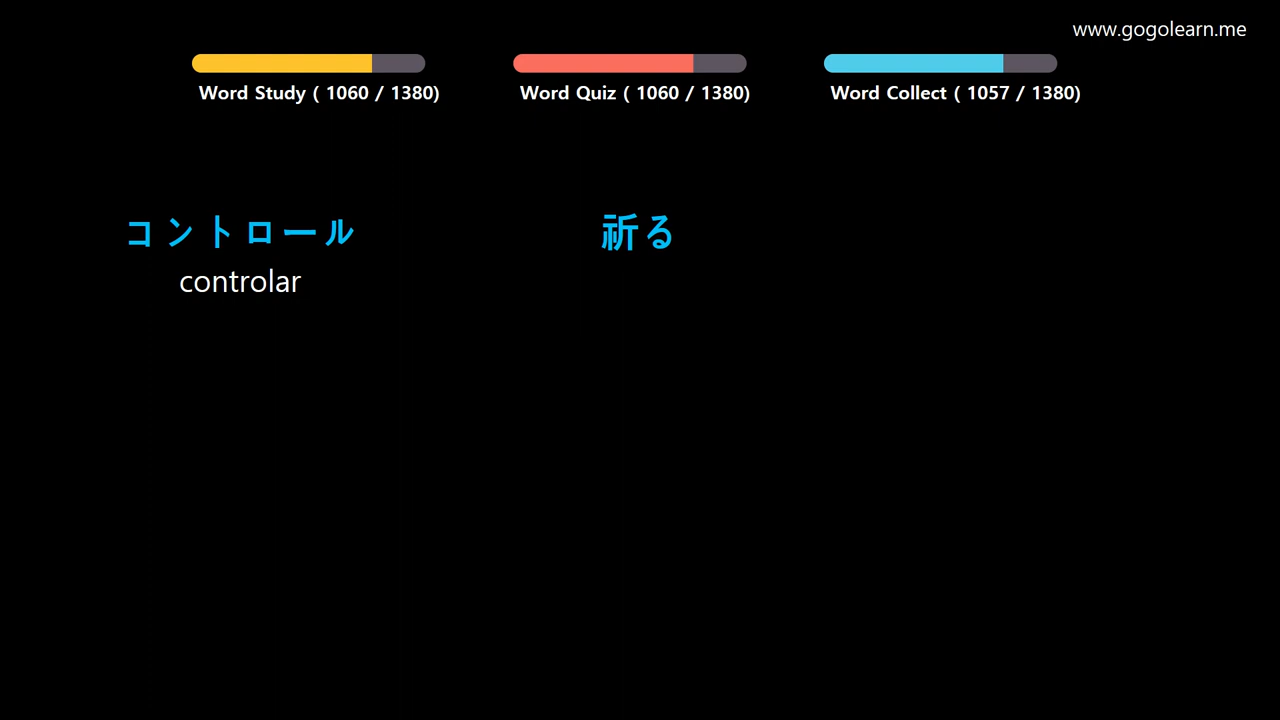 www.gogolearn.me
Word Study ( 1060 / 1380)
Word Quiz ( 1060 / 1380)
Word Collect ( 1057 / 1380)
コントロール
controlar
祈る